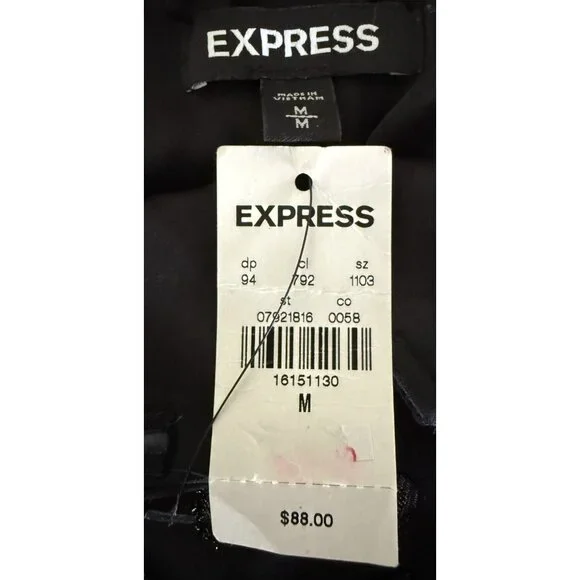 EXPRESS
MADE IN
VIETNAM
M
M
EXPRESS
dp cl sz
94 792 1103
st co
07921816 0058
16151130
M
$88.00